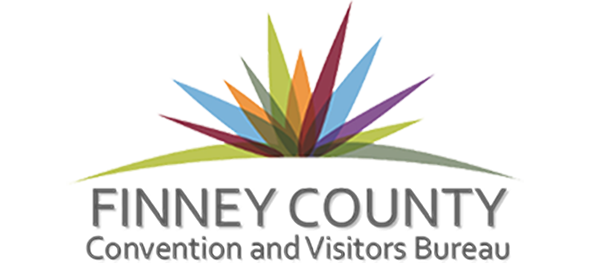 FINNEY COUNTY
Convention and Visitors Bureau